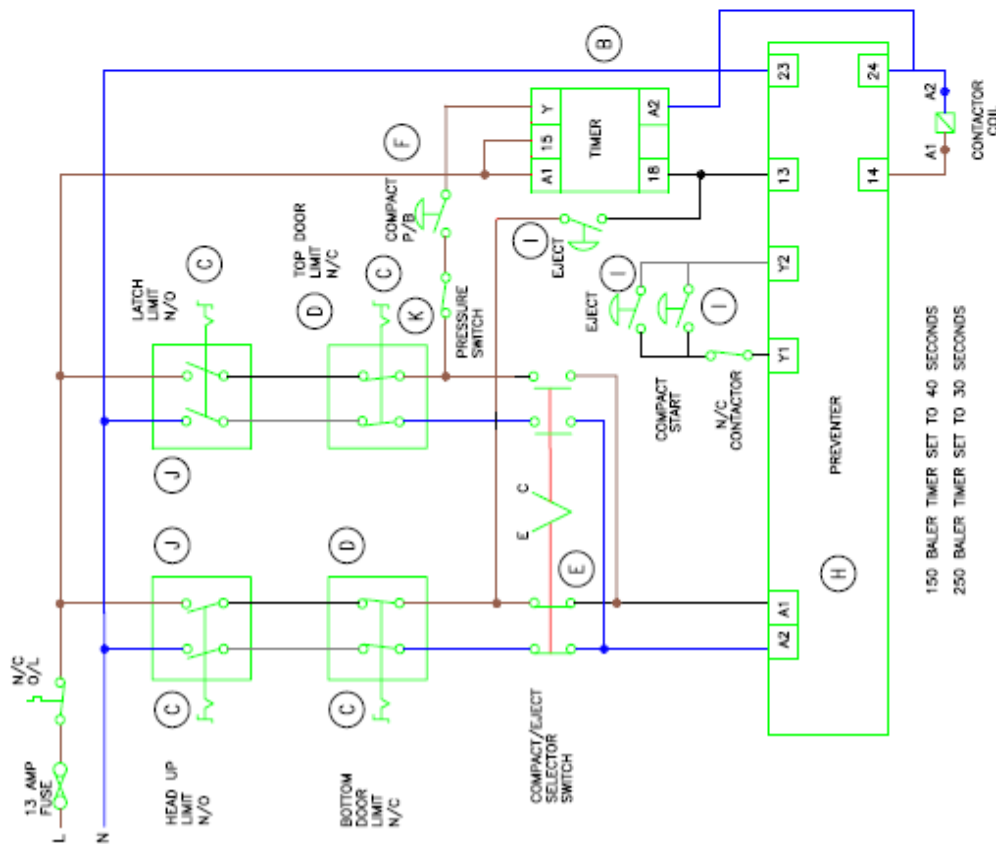 L
N
13 AMP
FUSE
N/C
O/L
HEAD UP
LIMIT
N/O
C
J
J
LATCH
LIMIT
N/O
C
BOTTOM
DOOR
LIMIT
N/C
C
D
D
TOP DOOR
LIMIT
N/C
C
K
PRESSURE
SWITCH
COMPACT
P/B
F
COMPACT/EJECT
SELECTOR
SWITCH
E
C
E
A1
15
Y
TIMER
18
A2
B
I
EJECT
EJECT
I
I
COMPACT
START
N/C
CONTACTOR
A2
A1
Y1
Y2
13
23
H
PREVENTER
14
24
A1
A2
CONTACTOR
COIL
150 BALER TIMER SET TO 40 SECONDS
250 BALER TIMER SET TO 30 SECONDS